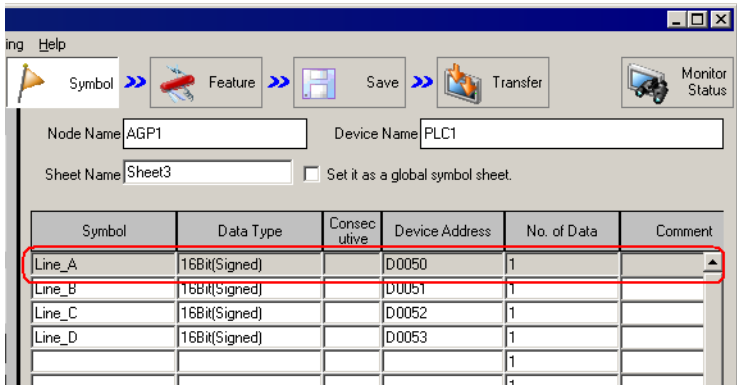 ing Help
Symbol Feature Save Transfer Monitor Status
Node Name AGP1 Device Name PLC1
Sheet Name Sheet3 Set it as a global symbol sheet.
Symbol Data Type Consecutive Device Address No. of Data Comment
Line_A 16Bit(Signed) D0050 1
Line_B 16Bit(Signed) D0051 1
Line_C 16Bit(Signed) D0052 1
Line_D 16Bit(Signed) D0053 1
1
1